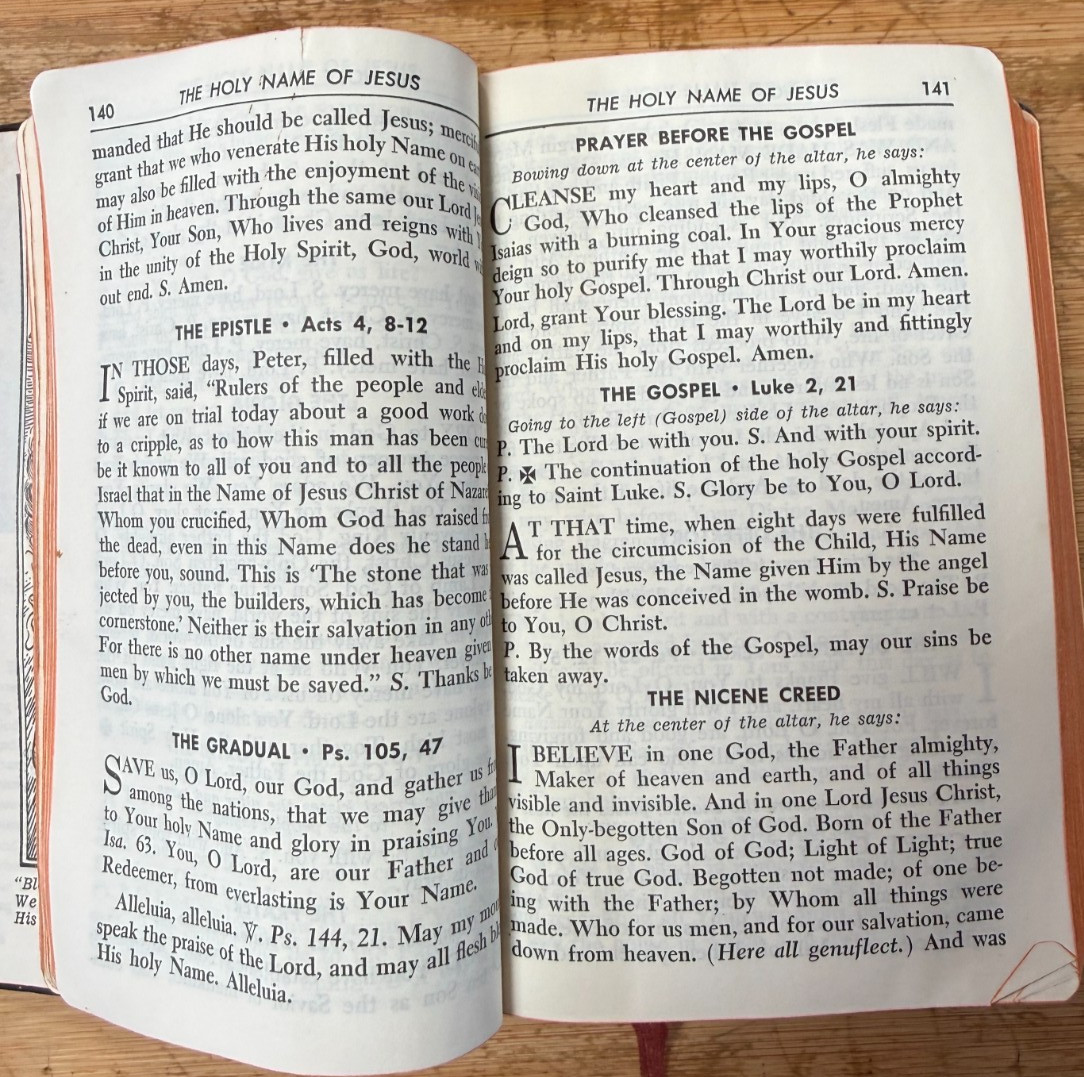 140
THE HOLY NAME OF JESUS
manded that He should be called Jesus;
grant that we who venerate His holy Name on
may also be filled with the enjoyment of the
of Him in heaven. Through the same our Lord
Christ, Your Son, Who lives and reigns with
in the unity of the Holy Spirit, God, world
out end. S. Amen.
THE EPISTLE • Acts 4, 8-12
IN THOSE days, Peter, filled with the
Spirit, said, “Rulers of the people and
if we are on trial today about a good work
to a cripple, as to how this man has been
be it known to all of you and to all the people
Israel that in the Name of Jesus Christ of
Whom you crucified, Whom God has raised
the dead, even in this Name does he stand
before you, sound. This is ‘The stone that was
jected by you, the builders, which has become
cornerstone.’ Neither is their salvation in any
For there is no other name under heaven given
men by which we must be saved.” S. Thanks be
God.
THE GRADUAL • Ps. 105, 47
SAVE us, O Lord, our God, and gather us
among the nations, that we may give
to Your holy Name and glory in praising You.
Isa. 63. You, O Lord, are our Father and
Redeemer, from everlasting is Your Name.
Alleluia, alleluia. ℣. Ps. 144, 21. May my
speak the praise of the Lord, and may all flesh
His holy Name. Alleluia.
“Bl
We
His
THE HOLY NAME OF JESUS
141
PRAYER BEFORE THE GOSPEL
Bowing down at the center of the altar, he says:
CLEANSE my heart and my lips, O almighty
God, Who cleansed the lips of the Prophet
Isaias with a burning coal. In Your gracious mercy
deign so to purify me that I may worthily proclaim
Your holy Gospel. Through Christ our Lord. Amen.
Lord, grant Your blessing. The Lord be in my heart
and on my lips, that I may worthily and fittingly
proclaim His holy Gospel. Amen.
THE GOSPEL • Luke 2, 21
Going to the left (Gospel) side of the altar, he says:
P. The Lord be with you. S. And with your spirit.
P. ✠ The continuation of the holy Gospel accord-
ing to Saint Luke. S. Glory be to You, O Lord.
AT THAT time, when eight days were fulfilled
for the circumcision of the Child, His Name
was called Jesus, the Name given Him by the angel
before He was conceived in the womb. S. Praise be
to You, O Christ.
P. By the words of the Gospel, may our sins be
taken away.
THE NICENE CREED
At the center of the altar, he says:
I BELIEVE in one God, the Father almighty,
Maker of heaven and earth, and of all things
visible and invisible. And in one Lord Jesus Christ,
the Only-begotten Son of God. Born of the Father
before all ages. God of God; Light of Light; true
God of true God. Begotten not made; of one be-
ing with the Father; by Whom all things were
made. Who for us men, and for our salvation, came
down from heaven. (Here all genuflect.) And was